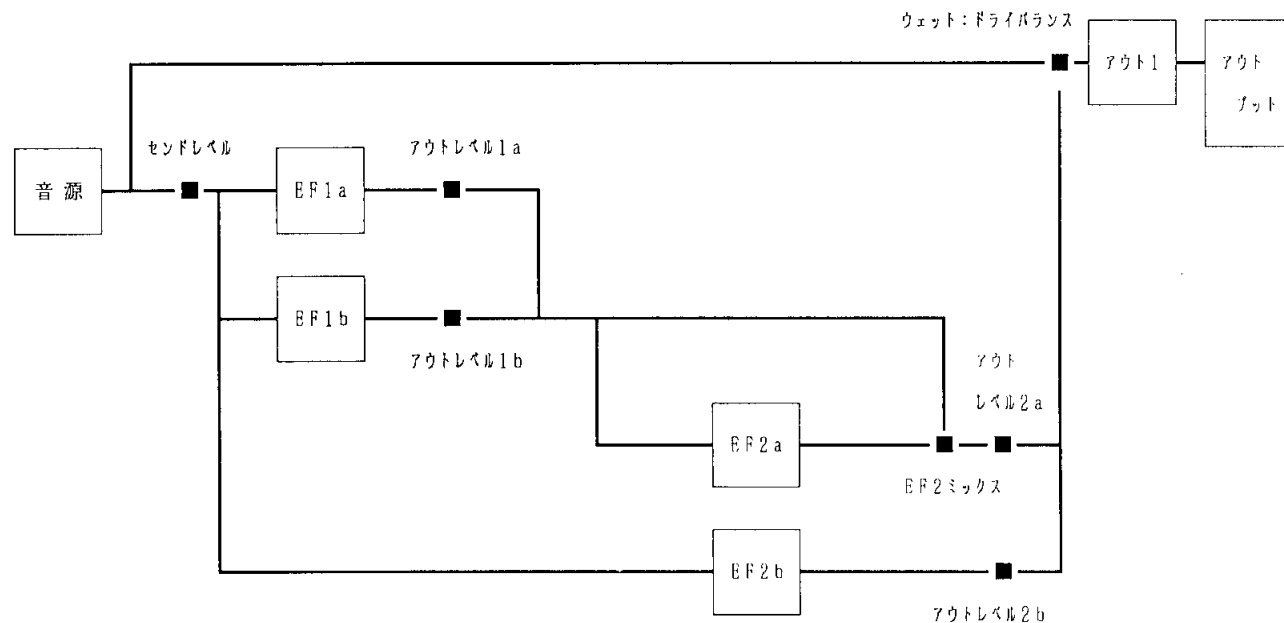 ウェット:ドライバランス
アウト1
アウト
プット
センドレベル
アウトレベル1a
音源
EF1a
EF1b
アウトレベル1b
アウト
レベル2a
EF2a
EF2ミックス
EF2b
アウトレベル2b